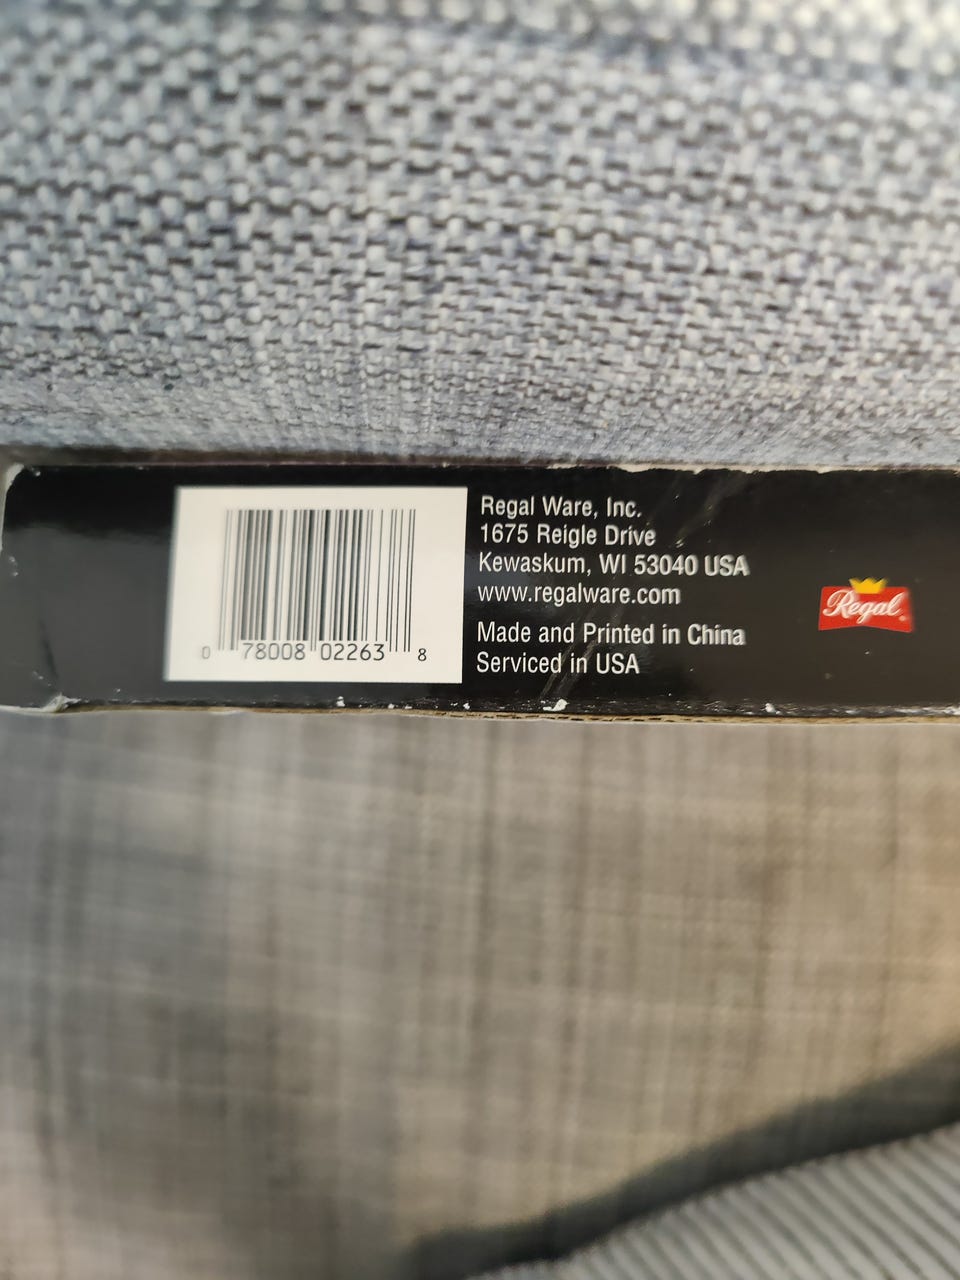 0 78008 02263 8
Regal Ware, Inc.
1675 Reigle Drive
Kewaskum, WI 53040 USA
www.regalware.com
Made and Printed in China
Serviced in USA
Regal